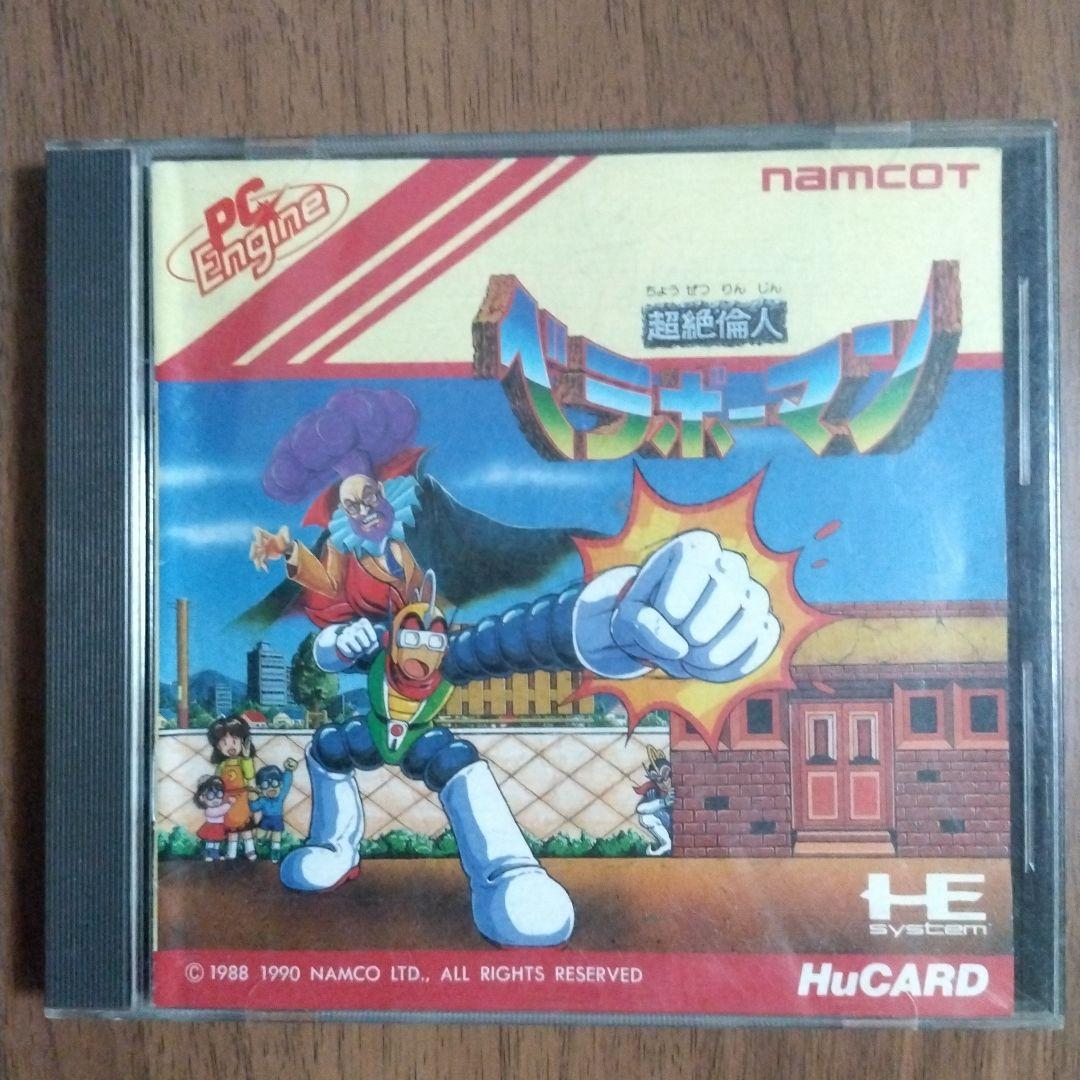 PC Engine
namcoT
ちょう ぜつ りん じん
超絶倫人
ベラボーマン
HE
system
© 1988 1990 NAMCO LTD., ALL RIGHTS RESERVED
HuCARD